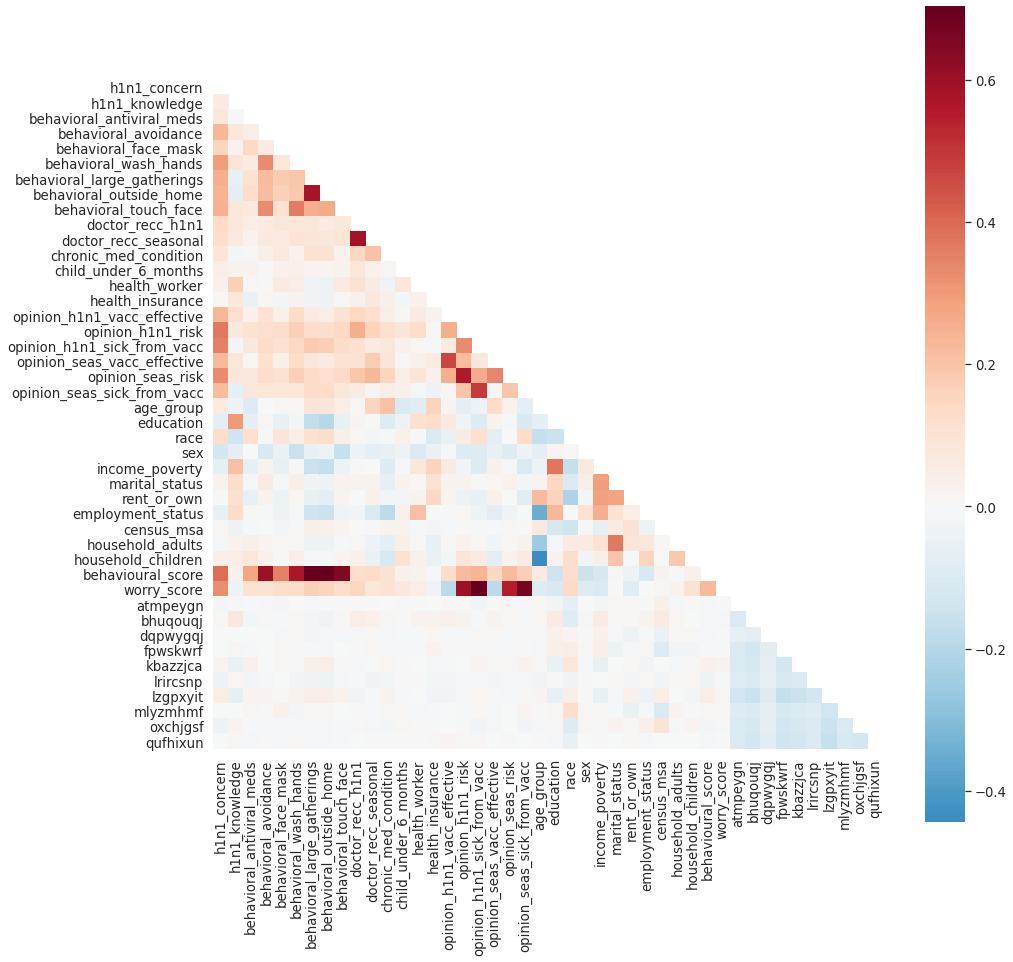 h1n1_concern
h1n1_knowledge
behavioral_antiviral_meds
behavioral_avoidance
behavioral_face_mask
behavioral_wash_hands
behavioral_large_gatherings
behavioral_outside_home
behavioral_touch_face
doctor_recc_h1n1
doctor_recc_seasonal
chronic_med_condition
child_under_6_months
health_worker
health_insurance
opinion_h1n1_vacc_effective
opinion_h1n1_risk
opinion_h1n1_sick_from_vacc
opinion_seas_vacc_effective
opinion_seas_risk
opinion_seas_sick_from_vacc
age_group
education
race
sex
income_poverty
marital_status
rent_or_own
employment_status
census_msa
household_adults
household_children
behavioural_score
worry_score
atmpeygn
bhuqouqj
dqpwygqj
fpwskwrf
kbazzjca
lrircsnp
lzgpxyit
mlyzmhmf
oxchjgsf
qufhixun
h1n1_concern
h1n1_knowledge
behavioral_antiviral_meds
behavioral_avoidance
behavioral_face_mask
behavioral_wash_hands
behavioral_large_gatherings
behavioral_outside_home
behavioral_touch_face
doctor_recc_h1n1
doctor_recc_seasonal
chronic_med_condition
child_under_6_months
health_worker
health_insurance
opinion_h1n1_vacc_effective
opinion_h1n1_risk
opinion_h1n1_sick_from_vacc
opinion_seas_vacc_effective
opinion_seas_risk
opinion_seas_sick_from_vacc
age_group
education
race
sex
income_poverty
marital_status
rent_or_own
employment_status
census_msa
household_adults
household_children
behavioural_score
worry_score
atmpeygn
bhuqouqj
dqpwygqj
fpwskwrf
kbazzjca
lrircsnp
lzgpxyit
mlyzmhmf
oxchjgsf
qufhixun
0.6
0.4
0.2
0.0
−0.2
−0.4